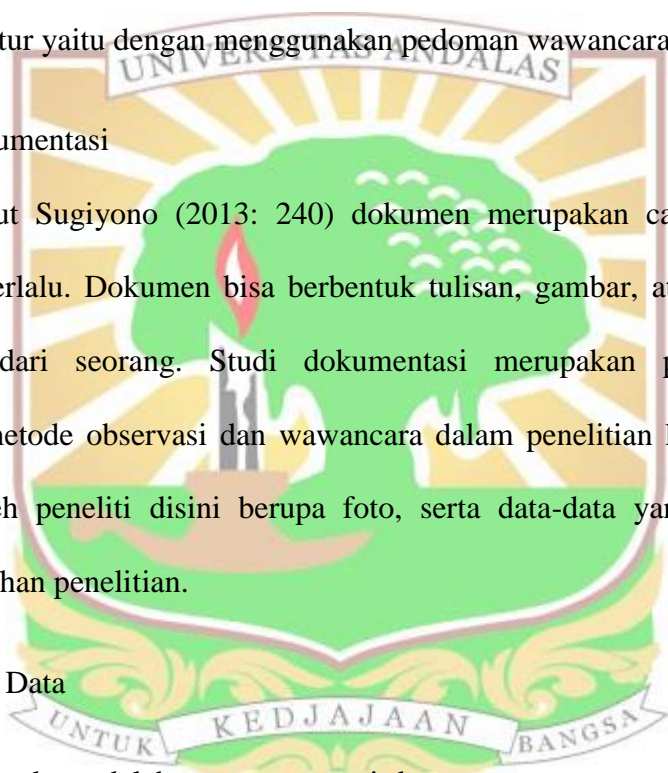 tur yaitu dengan menggunakan pedoman wawancara
UNIVERSITAS ANDALAS
umentasi
ut Sugiyono (2013: 240) dokumen merupakan ca
erlalu. Dokumen bisa berbentuk tulisan, gambar, at
dari seorang. Studi dokumentasi merupakan p
metode observasi dan wawancara dalam penelitian
eh peneliti disini berupa foto, serta data-data yan
han penelitian.
Data
UNTUK KEDJAJAAN BANGSA